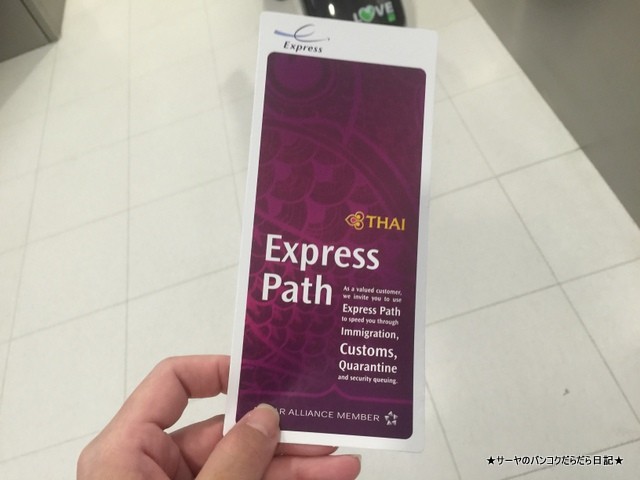 LOVE
Express
THAI
Express
Path
As a valued customer,
we invite you to use
Express Path
to speed you through
Immigration,
Customs,
Quarantine
and security queuing.
AR ALLIANCE MEMBER
★サーヤのバンコクだらだら日記★